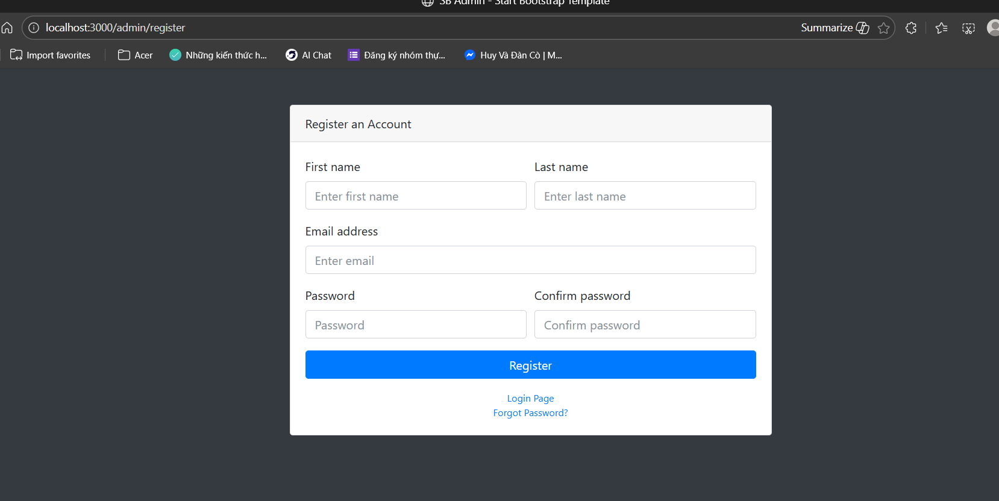 SB Admin - Start Bootstrap Template
localhost:3000/admin/register
Summarize
Import favorites
Acer
Những kiến thức h...
AI Chat
Đăng ký nhóm thự...
Huy Và Đàn Cò | M...
Register an Account
First name
Last name
Enter first name
Enter last name
Email address
Enter email
Password
Confirm password
Password
Confirm password
Register
Login Page
Forgot Password?